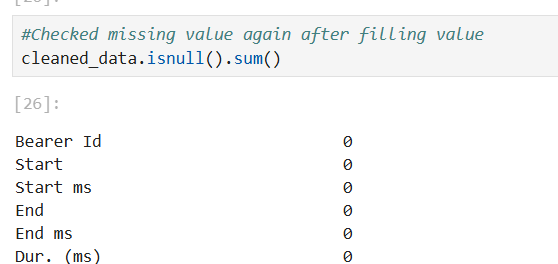 #Checked missing value again after filling value
cleaned_data.isnull().sum()
[26]:
Bearer Id 0
Start 0
Start ms 0
End 0
End ms 0
Dur. (ms) 0